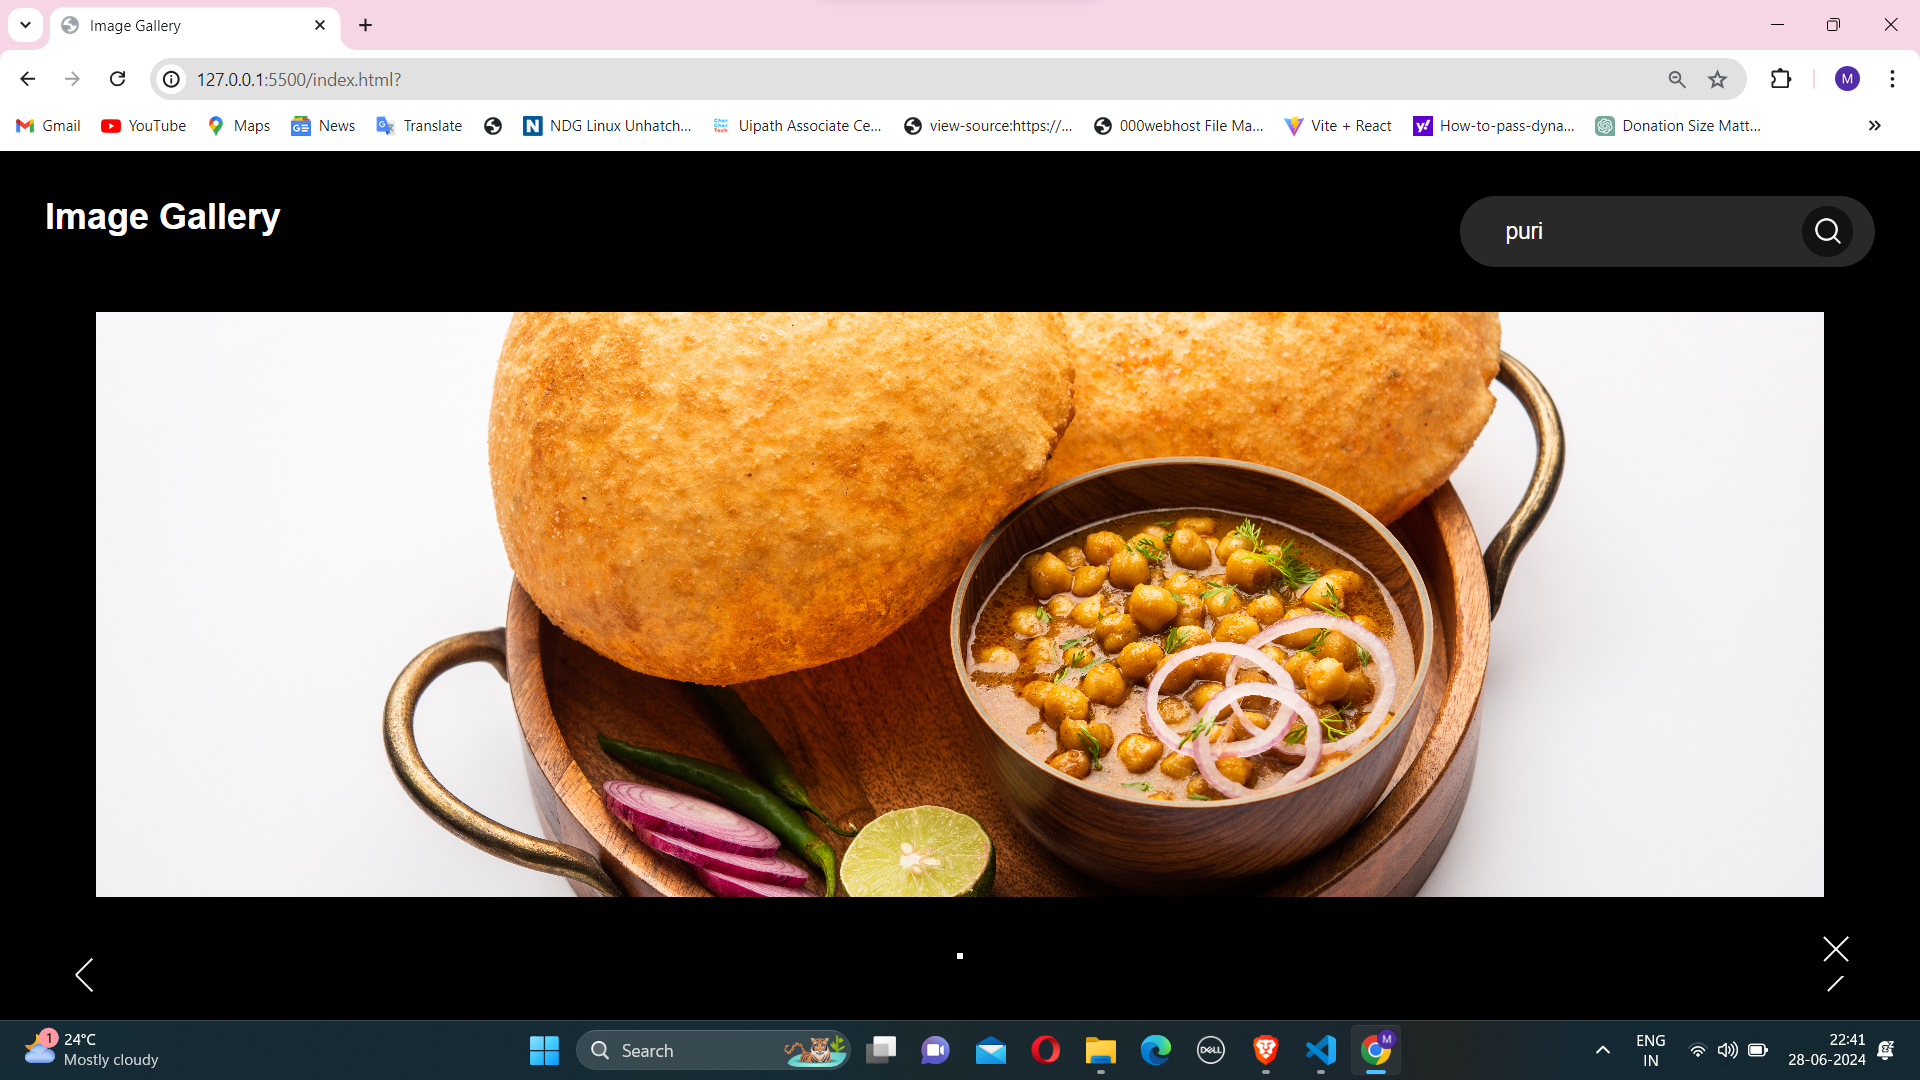 Image Gallery
127.0.0.1:5500/index.html?
M
Gmail
YouTube
Maps
News
Translate
NDG Linux Unhatch...
Uipath Associate Ce...
view-source:https://...
000webhost File Ma...
Vite + React
How-to-pass-dyna...
Donation Size Matt...
Image Gallery
puri
1
24°C
Mostly cloudy
Search
DELL
M
ENG
IN
22:41
28-06-2024